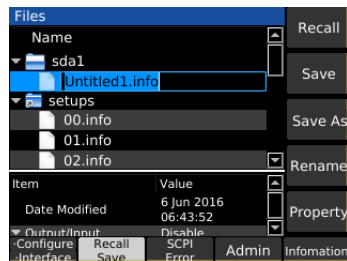 Files
Name
sda1
Untitled1.info
setups
00.info
01.info
02.info
Item Value
Date Modified 6 Jun 2016
06:43:52
Output/Input Disable
Recall
Save
Save As
Rename
Property
Infomation
·Configure
·Interface
Recall
Save
SCPI
Error
Admin